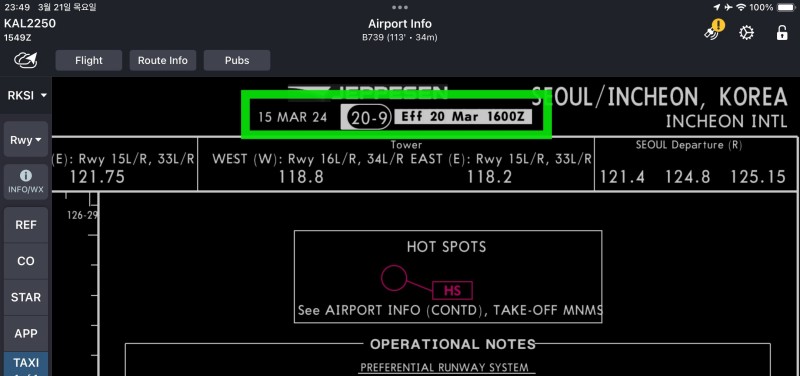 23:49 3월 21일 목요일
100%
KAL2250
1549Z
Airport Info
B739 (113' • 34m)
Flight
Route Info
Pubs
RKSI
JEPPESEN
SEOUL/INCHEON, KOREA
15 MAR 24
20-9
Eff 20 Mar 1600Z
INCHEON INTL
Rwy
(E): Rwy 15L/R, 33L/R
121.75
Tower
WEST (W): Rwy 16L/R, 34L/R EAST (E): Rwy 15L/R, 33L/R
118.8 118.2
SEOUL Departure (R)
121.4 124.8 125.15
INFO/WX
126-29
REF
CO
STAR
APP
TAXI
HOT SPOTS
HS
See AIRPORT INFO (CONTD), TAKE-OFF MNMS
OPERATIONAL NOTES
PREFERENTIAL RUNWAY SYSTEM